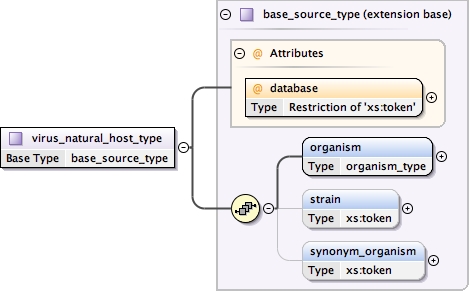 base_source_type (extension base)
@ Attributes
@ database
Type Restriction of 'xs:token'
virus_natural_host_type
Base Type base_source_type
organism
Type organism_type
strain
Type xs:token
synonym_organism
Type xs:token